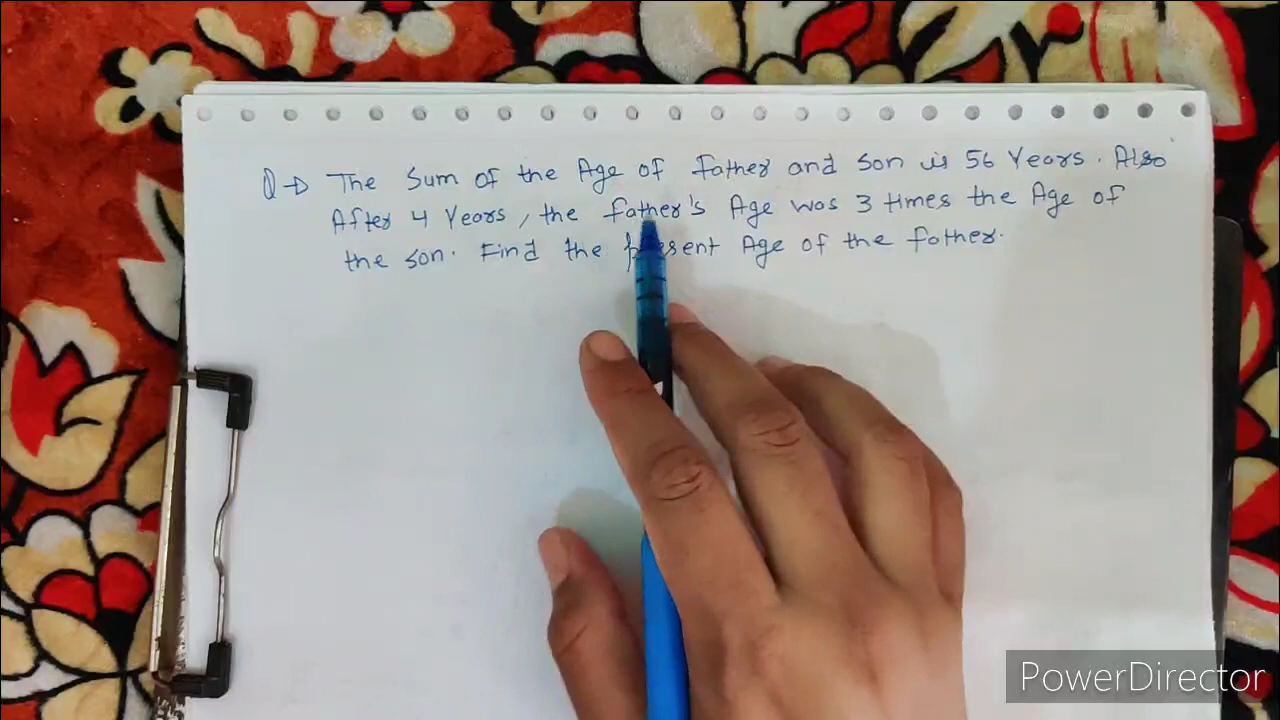 Q → The Sum of the Age of father and Son is 56 Years. Also
After 4 Years, the father's Age was 3 times the Age of
the son. Find the present Age of the father.
PowerDirector